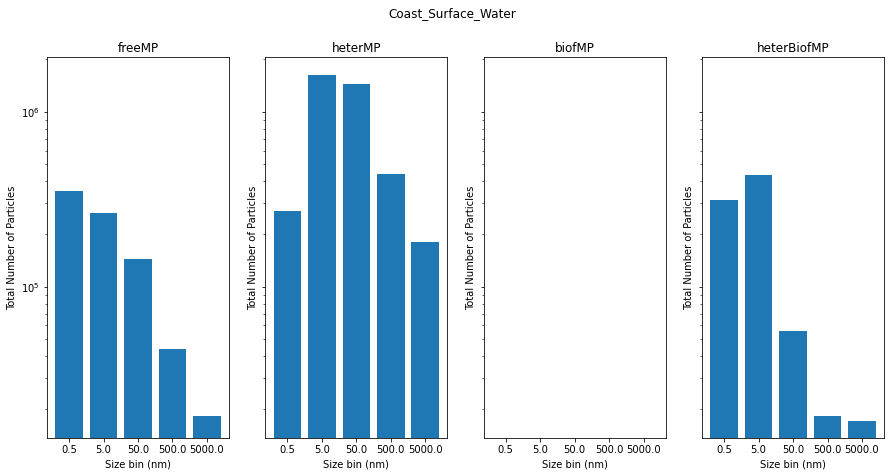 Coast_Surface_Water
freeMP
heterMP
biofMP
heterBiofMP
Total Number of Particles
10^6
10^5
0.5 5.0 50.0 500.0 5000.0
Size bin (nm)
Total Number of Particles
0.5 5.0 50.0 500.0 5000.0
Size bin (nm)
Total Number of Particles
0.5 5.0 50.0 500.0 5000.0
Size bin (nm)
Total Number of Particles
0.5 5.0 50.0 500.0 5000.0
Size bin (nm)